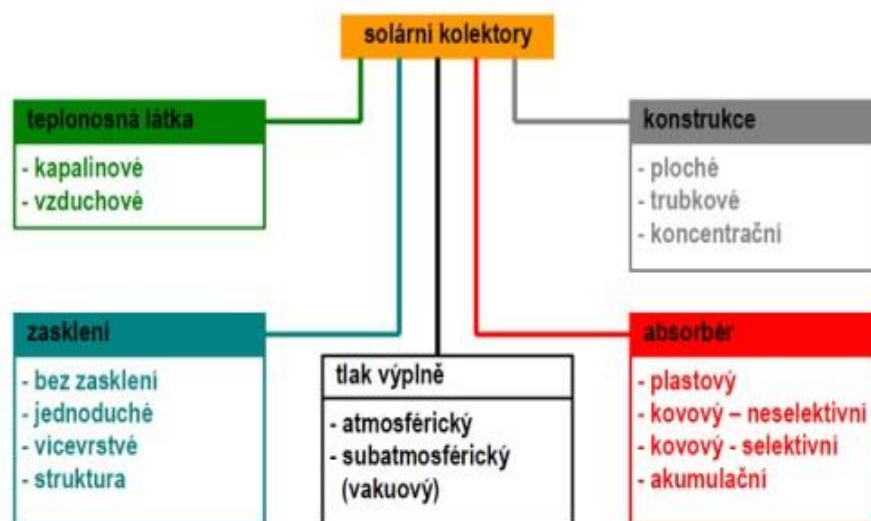 solární kolektory
teplonosná látka
- kapalinové
- vzduchové
konstrukce
- ploché
- trubkové
- koncentrační
zasklení
- bez zasklení
- jednoduché
- vícevrstvé
- struktura
tlak výplně
- atmosférický
- subatmosférický
(vakuový)
absorbér
- plastový
- kovový – neselektivní
- kovový - selektivní
- akumulační